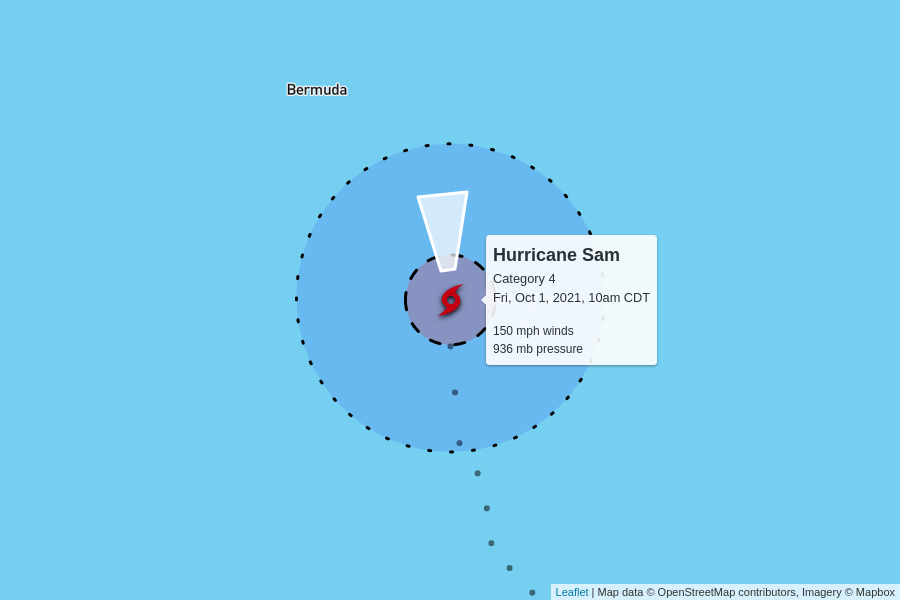 Bermuda
Hurricane Sam
Category 4
Fri, Oct 1, 2021, 10am CDT
150 mph winds
936 mb pressure
Leaflet | Map data © OpenStreetMap contributors, Imagery © Mapbox